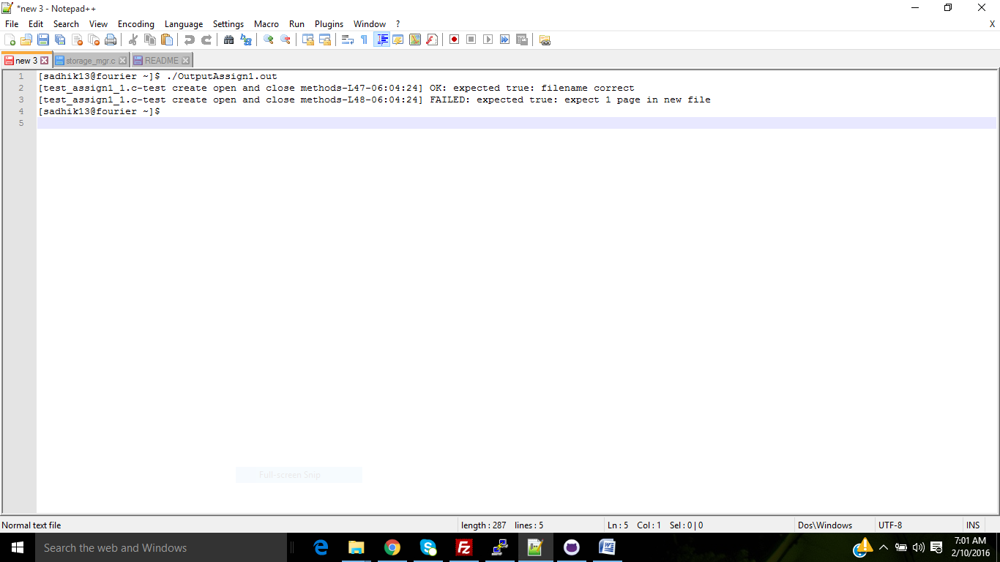 *new 3 - Notepad++
File Edit Search View Encoding Language Settings Macro Run Plugins Window ? X
new 3 storage_mgr.c README
1 [sadhik13@fourier ~]$ ./OutputAssign1.out
2 [test_assign1_1.c-test create open and close methods-L47-06:04:24] OK: expected true: filename correct
3 [test_assign1_1.c-test create open and close methods-L48-06:04:24] FAILED: expected true: expect 1 page in new file
4 [sadhik13@fourier ~]$
5
Full-screen Snip
Normal text file length : 287 lines : 5 Ln : 5 Col : 1 Sel : 0 | 0 Dos\Windows UTF-8 INS
Search the web and Windows
7:01 AM
2/10/2016